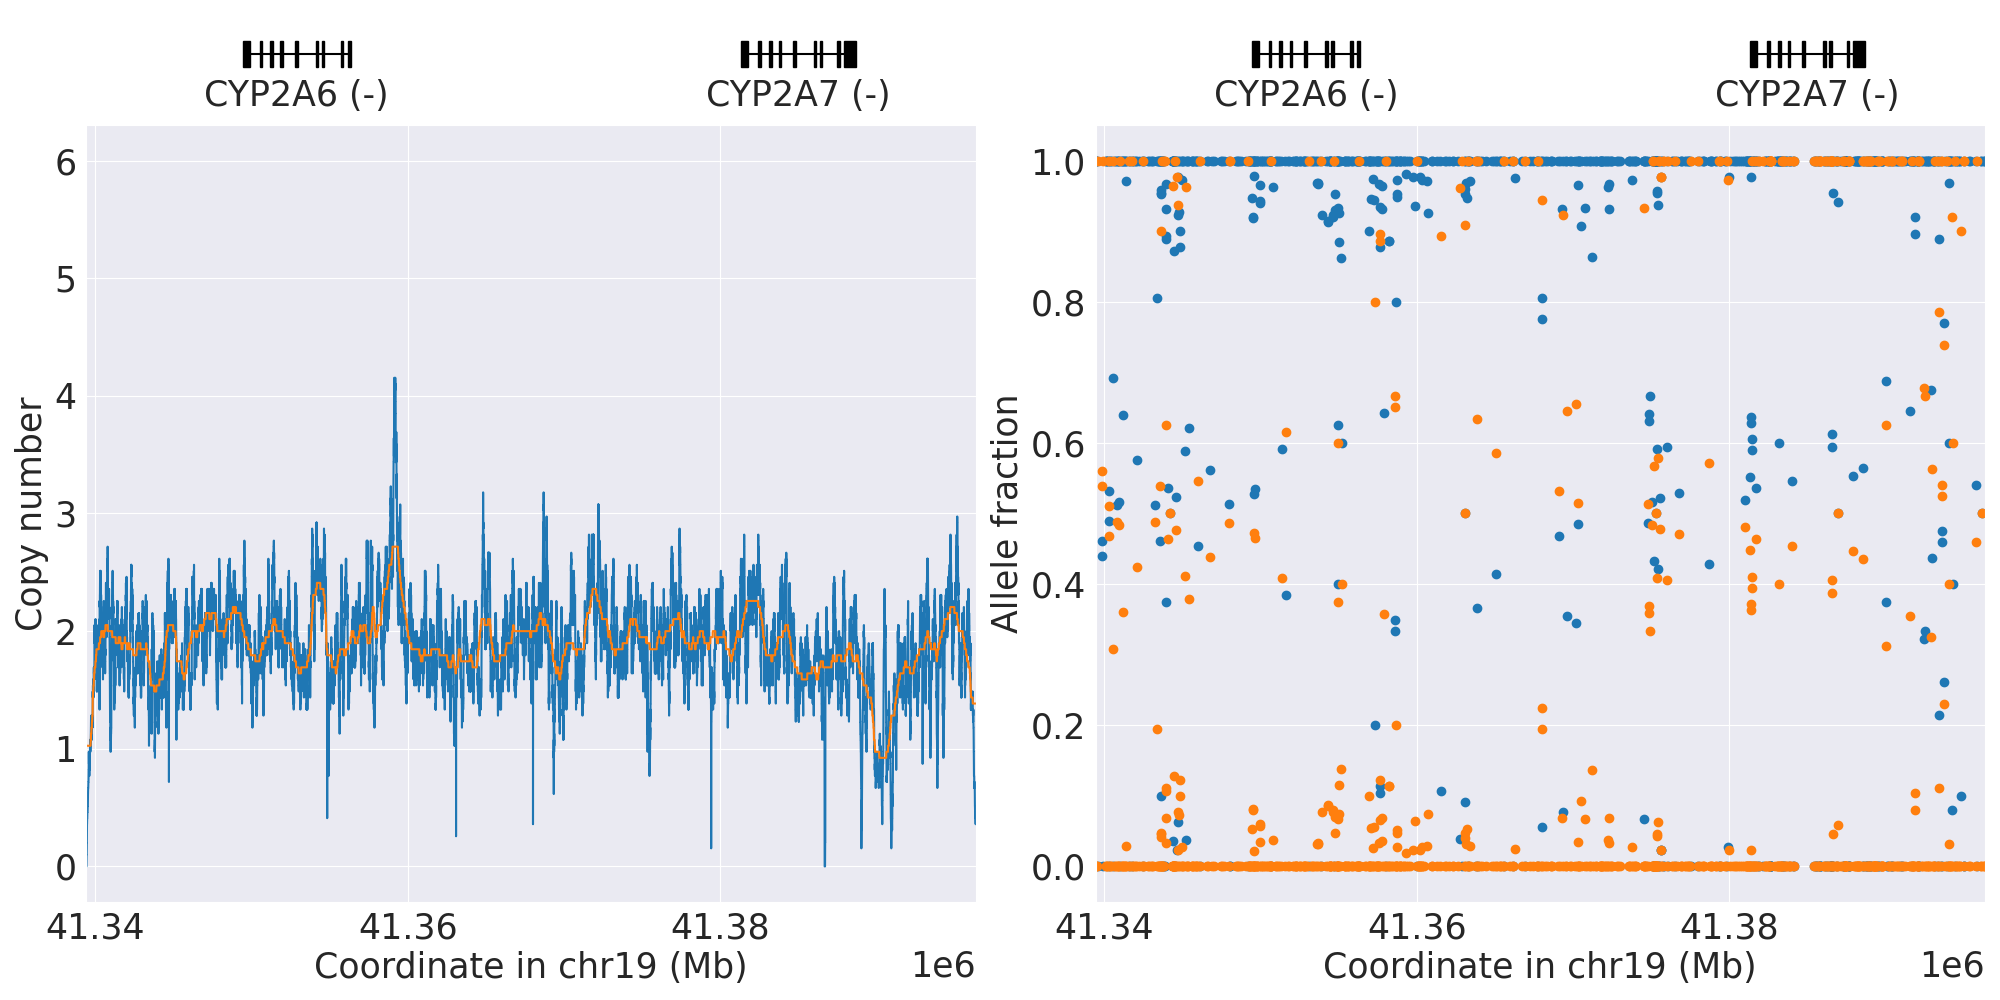 CYP2A6 (-)
CYP2A7 (-)
6
5
4
3
2
1
0
Copy number
41.34
41.36
41.38
Coordinate in chr19 (Mb)
1e6
CYP2A6 (-)
CYP2A7 (-)
1.0
0.8
0.6
0.4
0.2
0.0
Allele fraction
41.34
41.36
41.38
Coordinate in chr19 (Mb)
1e6